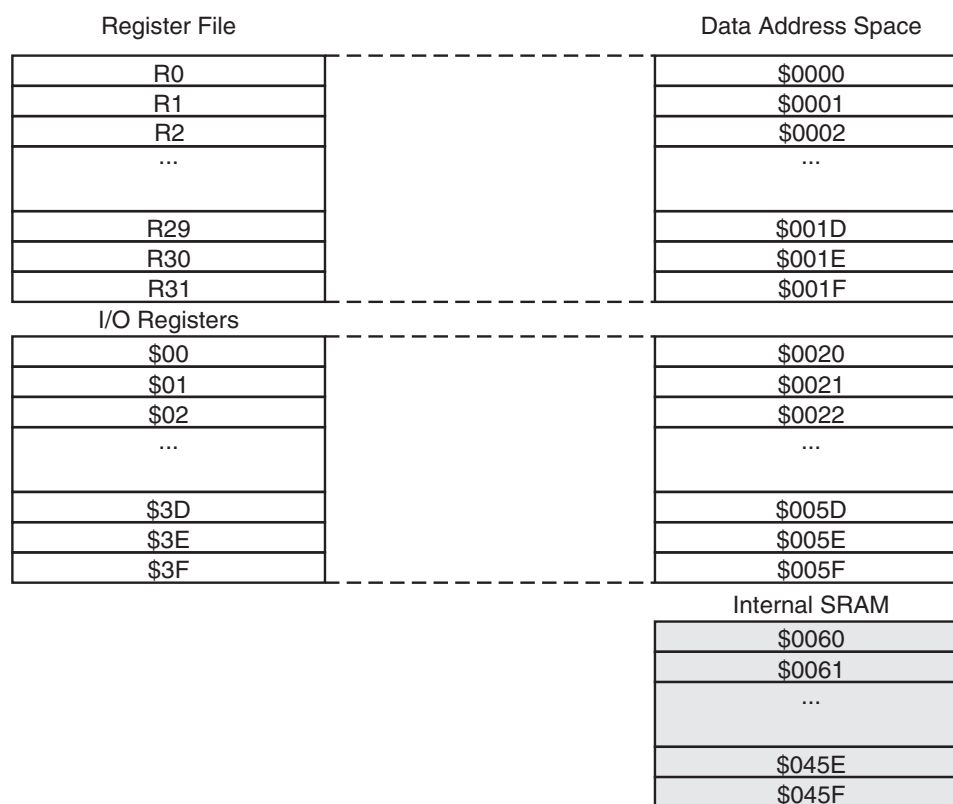 Register File Data Address Space
R0 $0000
R1 $0001
R2 $0002
... ...
R29 $001D
R30 $001E
R31 $001F
I/O Registers
$00 $0020
$01 $0021
$02 $0022
... ...
$3D $005D
$3E $005E
$3F $005F
Internal SRAM
$0060
$0061
...
$045E
$045F